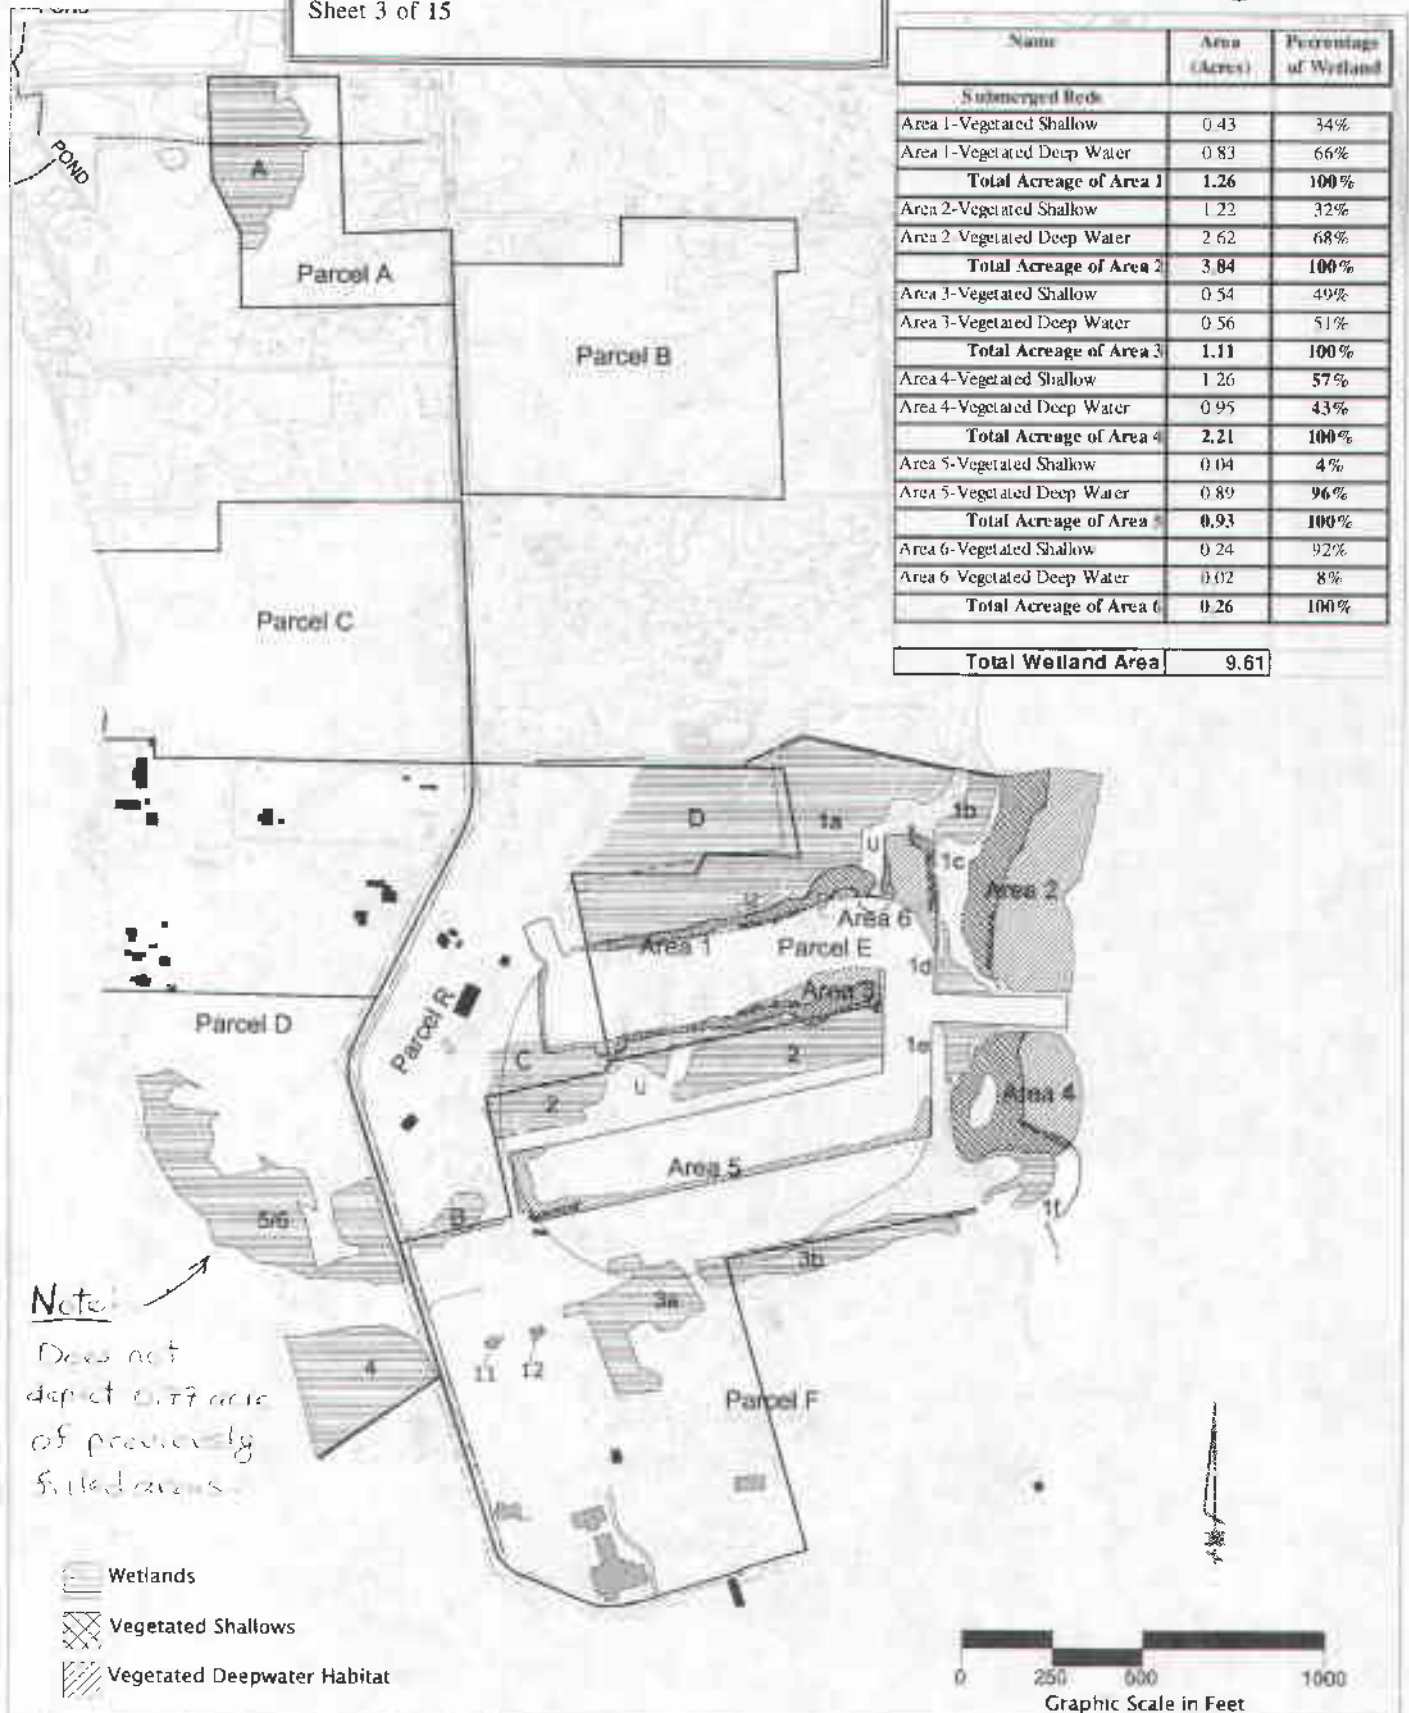 Sheet 3 of 15
Name Area (Acres) Percentage of Wetland
Submerged Beds
Area 1-Vegetated Shallow 0.43 34%
Area 1-Vegetated Deep Water 0.83 66%
Total Acreage of Area 1 1.26 100%
Area 2-Vegetated Shallow 1.22 32%
Area 2-Vegetated Deep Water 2.62 68%
Total Acreage of Area 2 3.84 100%
Area 3-Vegetated Shallow 0.54 49%
Area 3-Vegetated Deep Water 0.56 51%
Total Acreage of Area 3 1.11 100%
Area 4-Vegetated Shallow 1.26 57%
Area 4-Vegetated Deep Water 0.95 43%
Total Acreage of Area 4 2.21 100%
Area 5-Vegetated Shallow 0.04 4%
Area 5-Vegetated Deep Water 0.89 96%
Total Acreage of Area 0.93 100%
Area 6-Vegetated Shallow 0.24 92%
Area 6 Vegetated Deep Water 0.02 8%
Total Acreage of Area 6 0.26 100%
Total Wetland Area 9.61
POND
A
Parcel A
Parcel B
Parcel C
D
1a
1b
U
1c
Area 2
Area 6
Area 1
Parcel E
1d
Area 3
Parcel R
Parcel D
C
2
1e
U
2
Area 4
Area 5
5/6
B
1f
3b
3a
4
11
12
Parcel F
Note:
Does not
depict acre
of previously
filled areas
Wetlands
Vegetated Shallows
Vegetated Deepwater Habitat
0 250 500 1000
Graphic Scale in Feet